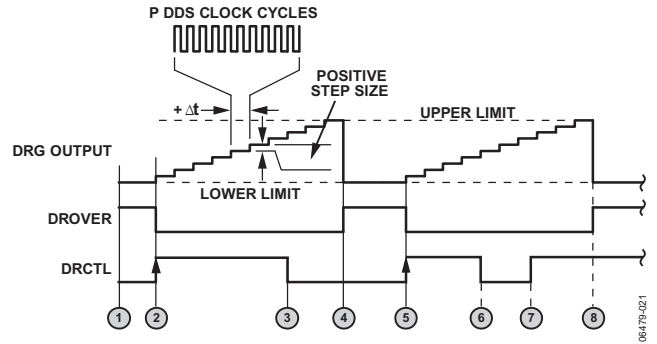 P DDS CLOCK CYCLES
POSITIVE
STEP SIZE
+ Δt
UPPER LIMIT
DRG OUTPUT
LOWER LIMIT
DROVER
DRCTL
1 2 3 4 5 6 7 8
06479-021